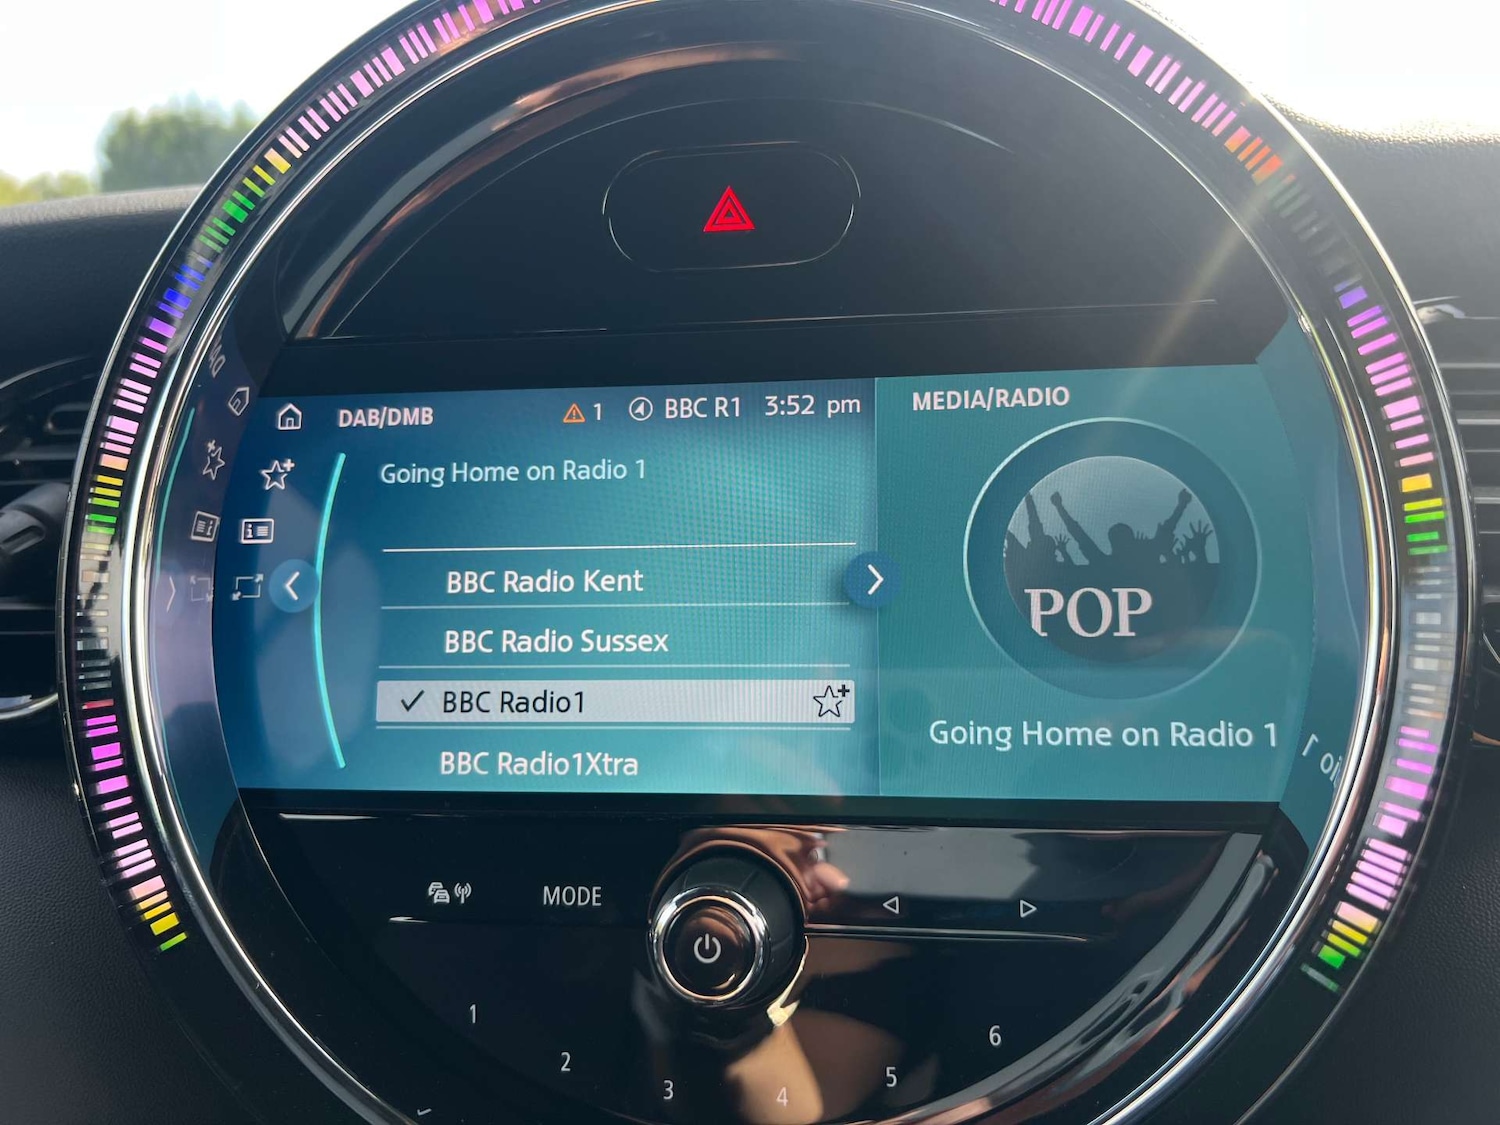 DAB/DMB
1 BBC R1 3:52 pm
MEDIA/RADIO
Going Home on Radio 1
BBC Radio Kent
BBC Radio Sussex
BBC Radio1
BBC Radio1Xtra
POP
Going Home on Radio 1
MODE
1
2
3
4
5
6